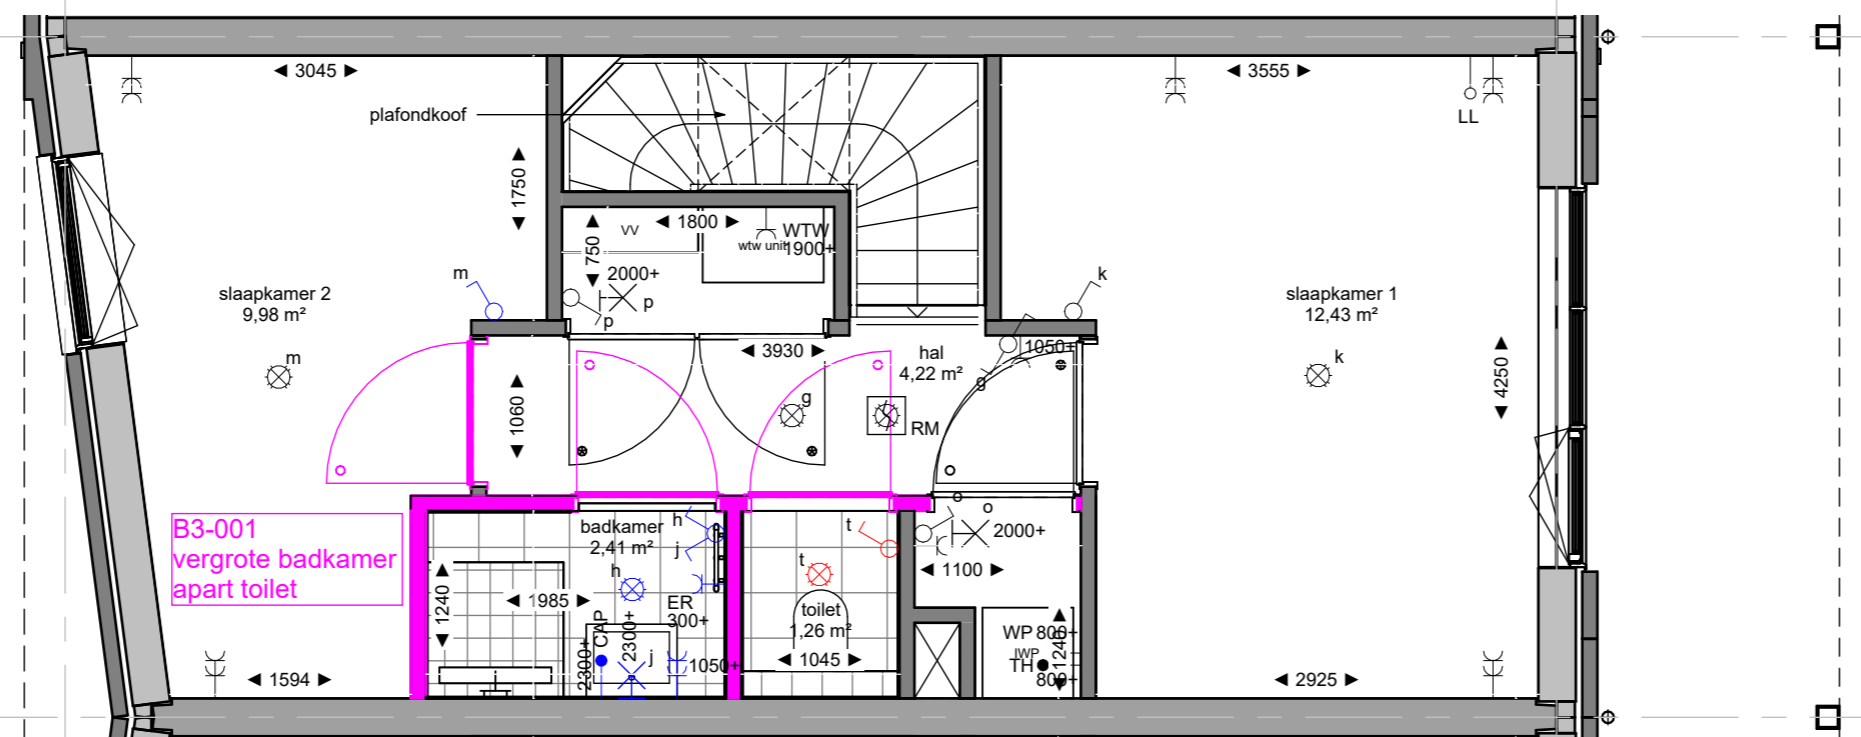 3045
3555
plafondkoof
LL
1750
VV
1800
WTW
wtw unit
1900+
750
2000+
p
p
m
k
slaapkamer 2
9,98 m²
slaapkamer 1
12,43 m²
m
3930
hal
4,22 m²
1050+
k
g
g
RM
1060
4250
B3-001
vergrote badkamer
apart toilet
badkamer
2,41 m²
h
j
h
t
t
o
2000+
1100
1240
1985
CAP
2300+
2300+
ER
300+
j
1050+
toilet
1,26 m²
1045
WP 800+
IWP
TH
800+
1240
1594
2925